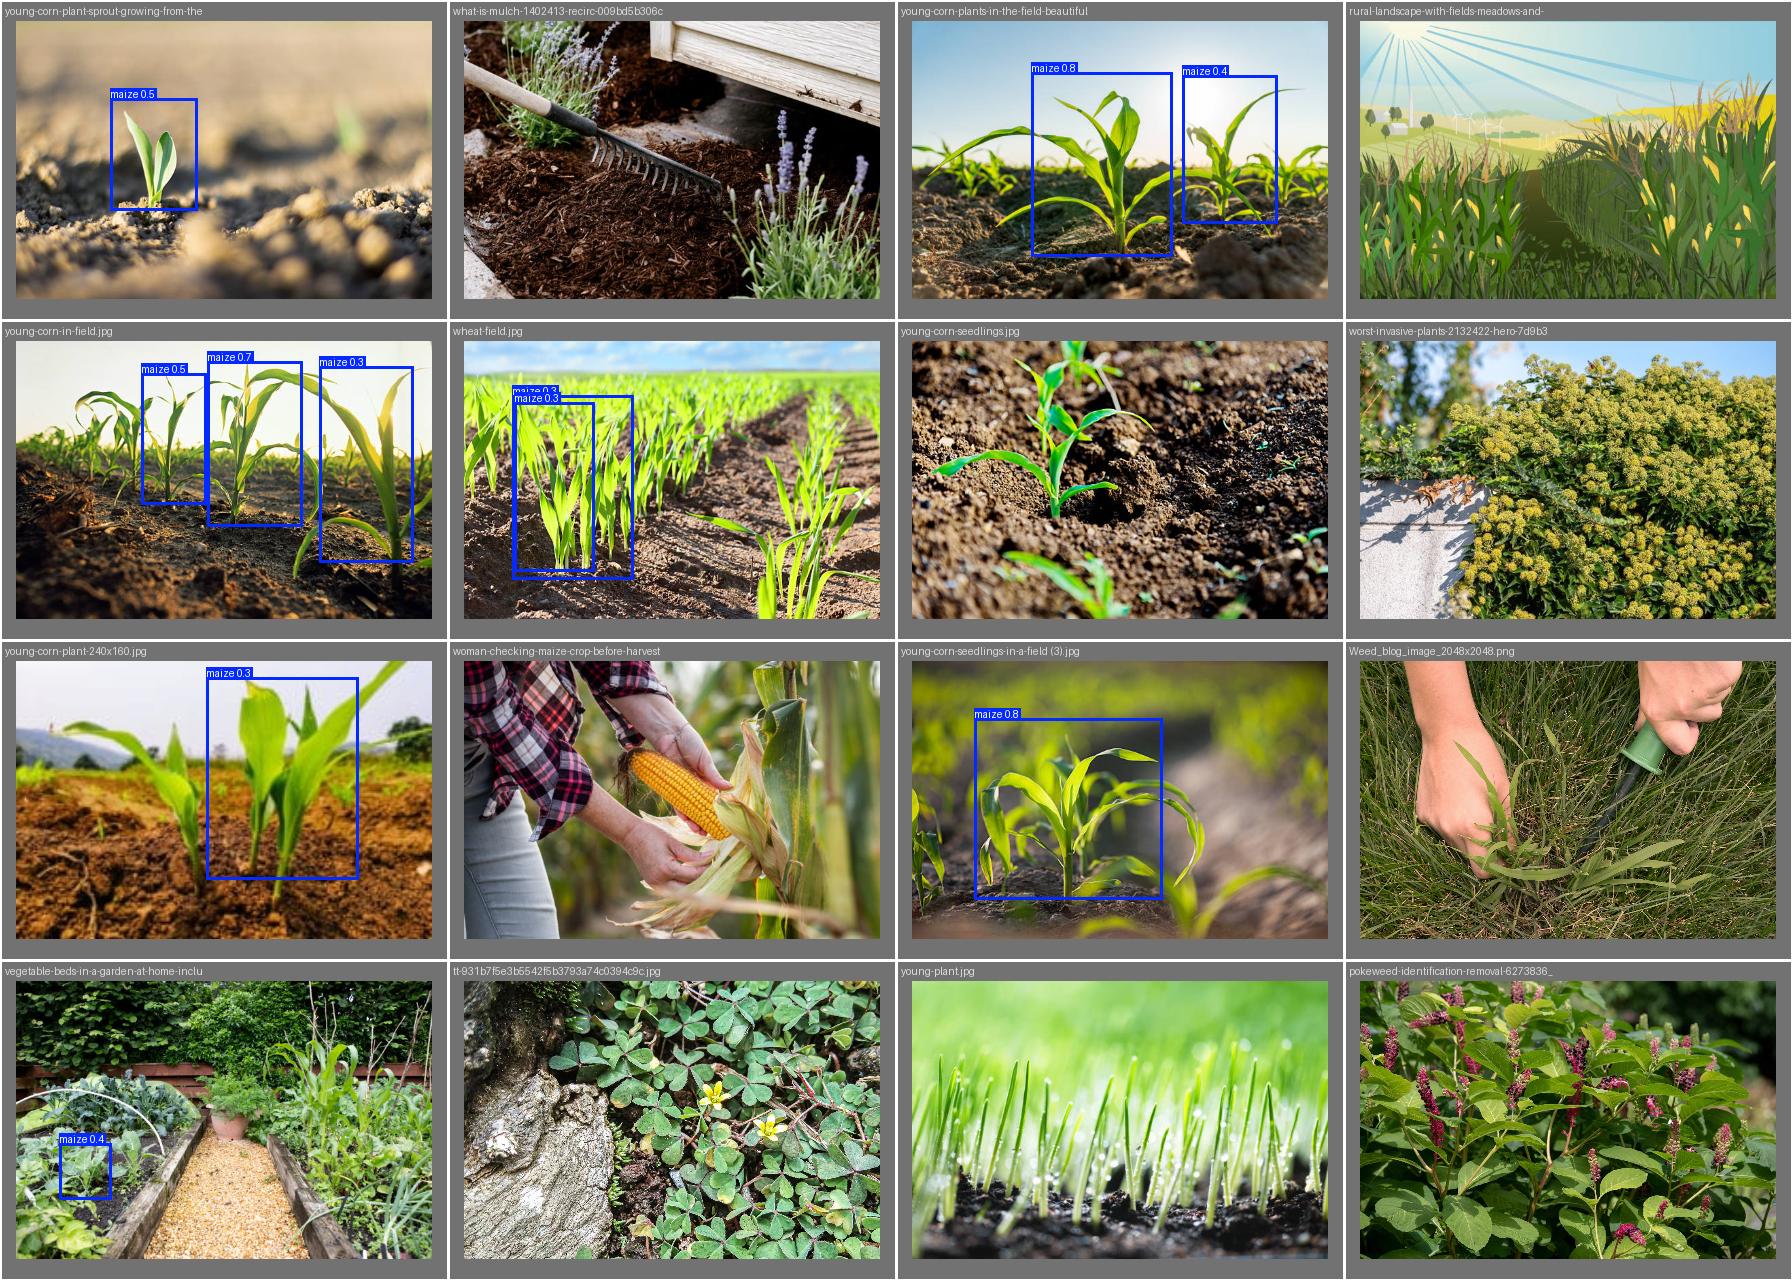 young-corn-plant-sprout-growing-from-the
what-is-mulch-1402413-recirc-009bd5b306c
young-corn-plants-in-the-field-beautiful
rural-landscape-with-fields-meadows-and-
maize 0.5
maize 0.8
maize 0.4
young-corn-in-field.jpg
wheat-field.jpg
young-corn-seedlings.jpg
worst-invasive-plants-2132422-hero-7d9b3
maize 0.5
maize 0.7
maize 0.3
maize 0.3
maize 0.3
young-corn-plant-240x160.jpg
woman-checking-maize-crop-before-harvest
young-corn-seedlings-in-a-field (3).jpg
Weed_blog_image_2048x2048.png
maize 0.3
maize 0.8
vegetable-beds-in-a-garden-at-home-inclu
tt-931b7f5e3b5542f5b3793a74c0394c9c.jpg
young-plant.jpg
pokeweed-identification-removal-6273836_
maize 0.4